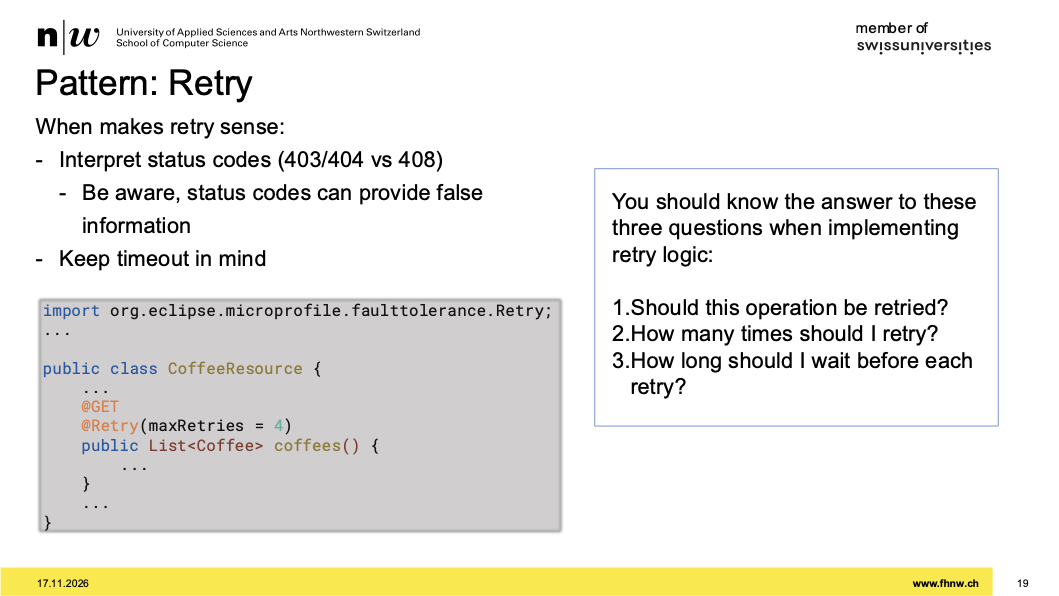 n|w
University of Applied Sciences and Arts Northwestern Switzerland
School of Computer Science
member of
swissuniversities
Pattern: Retry
When makes retry sense:
- Interpret status codes (403/404 vs 408)
- Be aware, status codes can provide false
information
- Keep timeout in mind
import org.eclipse.microprofile.faulttolerance.Retry;
...
public class CoffeeResource {
...
@GET
@Retry(maxRetries = 4)
public List<Coffee> coffees() {
...
}
...
}
You should know the answer to these
three questions when implementing
retry logic:
1.Should this operation be retried?
2.How many times should I retry?
3.How long should I wait before each
retry?
17.11.2026
www.fhnw.ch
19